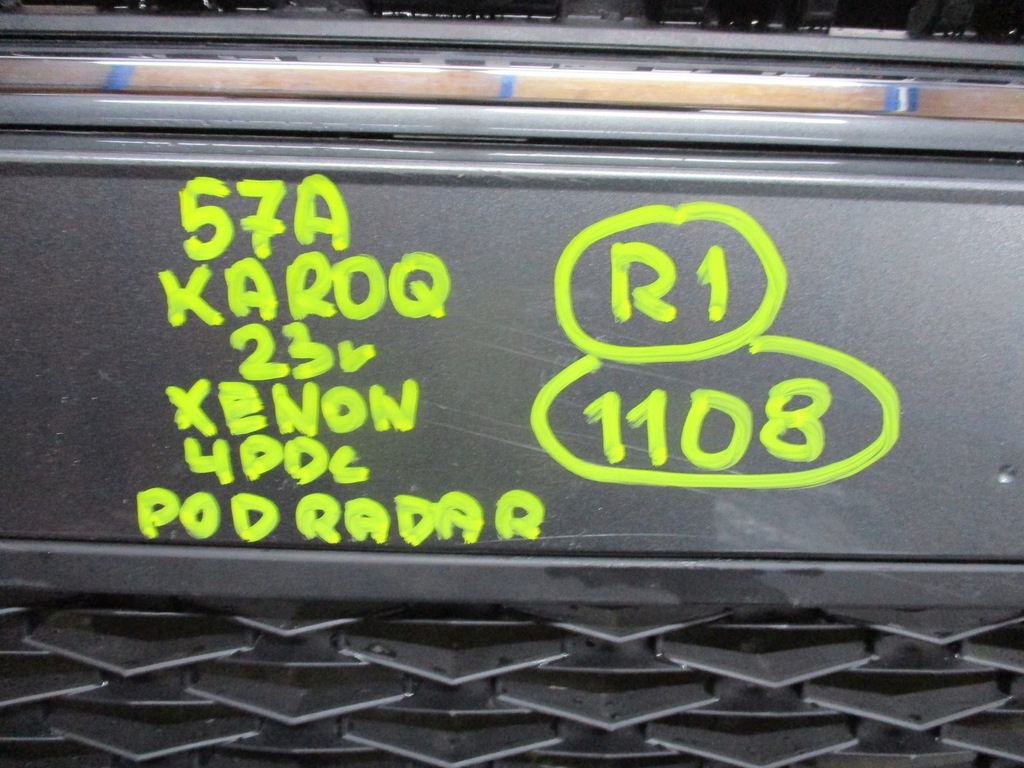 57A
KAROQ
23r
XENON
4PDC
POD RADAR
R1
1108